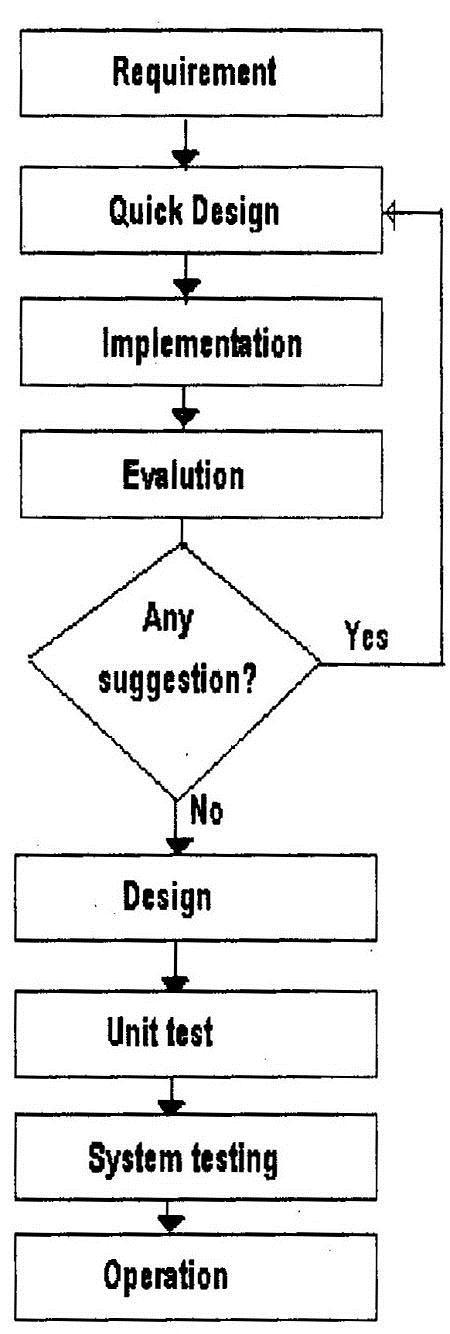 Requirement
Quick Design
Implementation
Evalution
Any
suggestion?
Yes
No
Design
Unit test
System testing
Operation